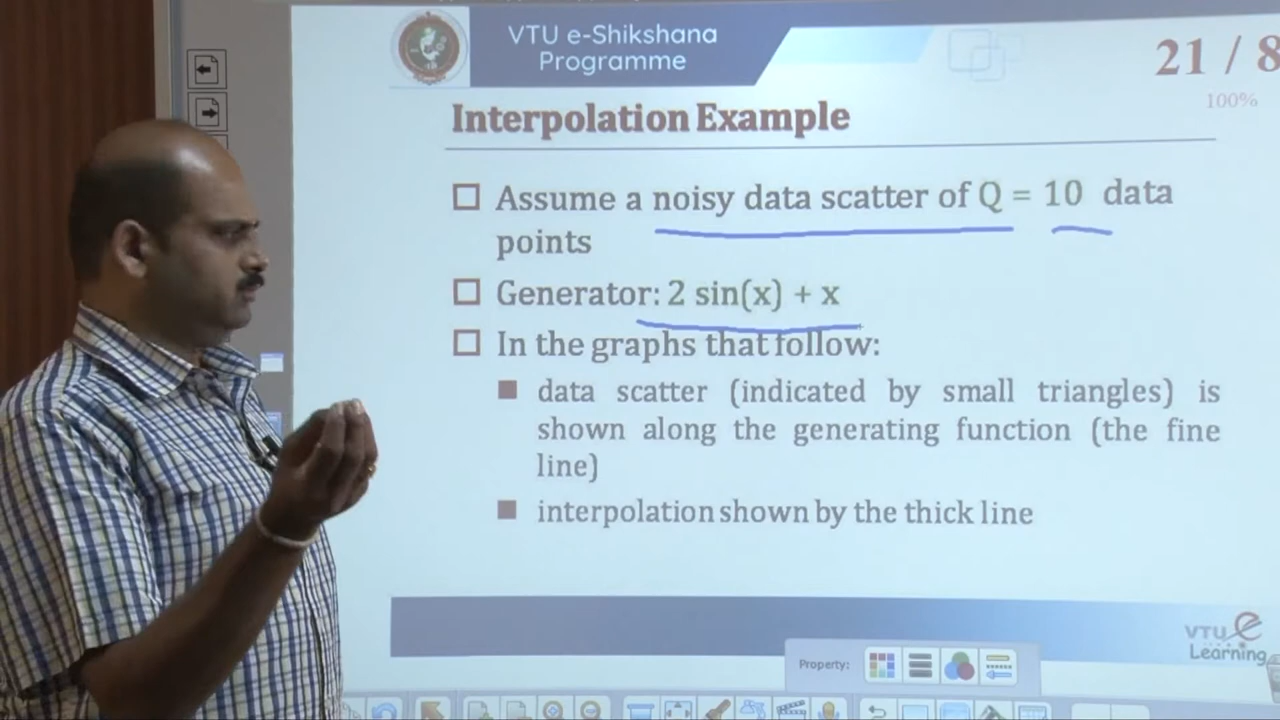 VTU e-Shikshana
Programme
21 / 8
100%
Interpolation Example
Assume a noisy data scatter of Q = 10 data
points
Generator: 2 sin(x) + x
In the graphs that follow:
data scatter (indicated by small triangles) is
shown along the generating function (the fine
line)
interpolation shown by the thick line
VTU e
Learning
Property: